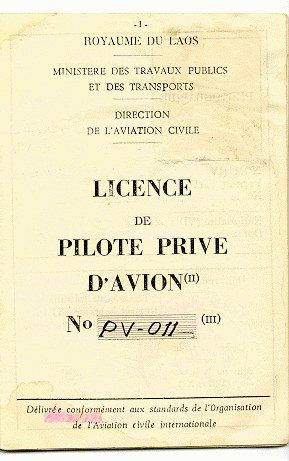 -1-
ROYAUME DU LAOS
MINISTERE DES TRAVAUX PUBLICS
ET DES TRANSPORTS
DIRECTION
DE L'AVIATION CIVILE
LICENCE
DE
PILOTE PRIVE
D'AVION(II)
No PV-011 (III)
Délivrée conformément aux standards de l'Organisation
de l'Aviation civile internationale